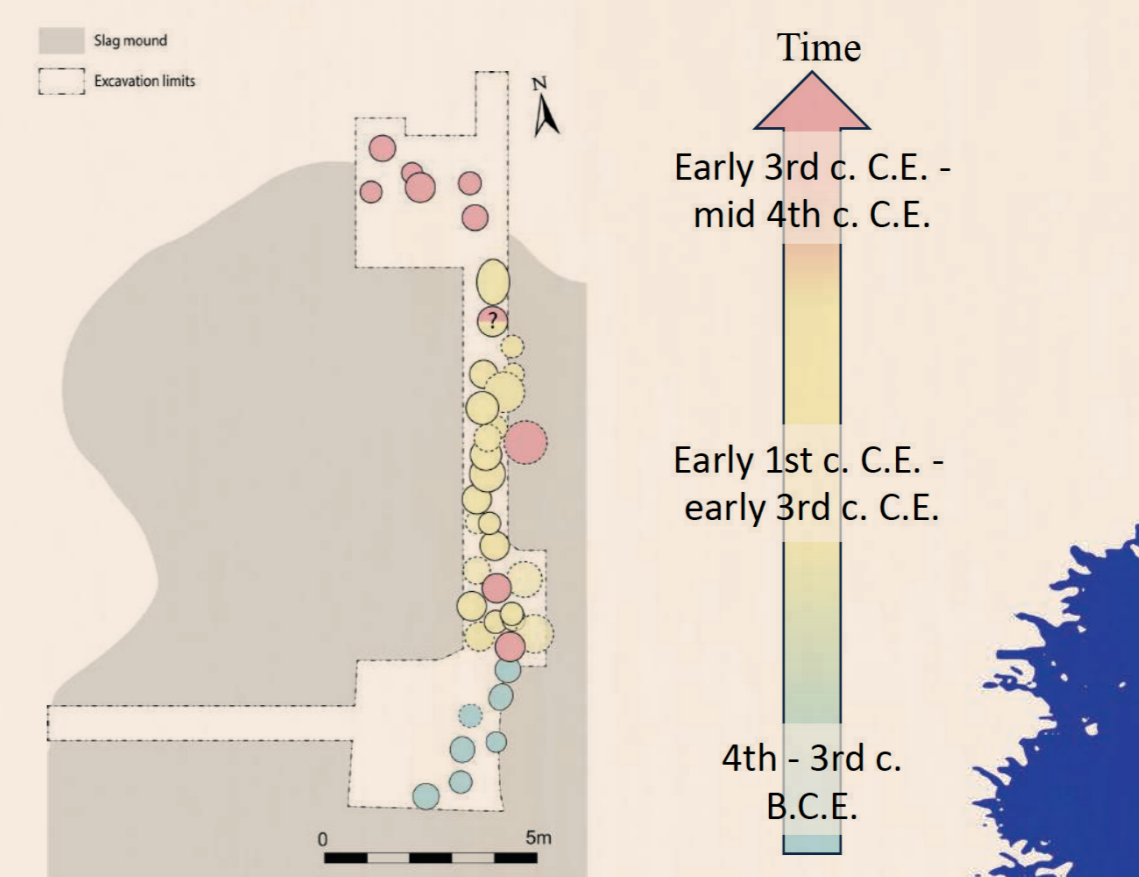 Slag mound
Excavation limits
N
?
0
5m
Time
Early 3rd c. C.E. -
mid 4th c. C.E.
Early 1st c. C.E. -
early 3rd c. C.E.
4th - 3rd c.
B.C.E.